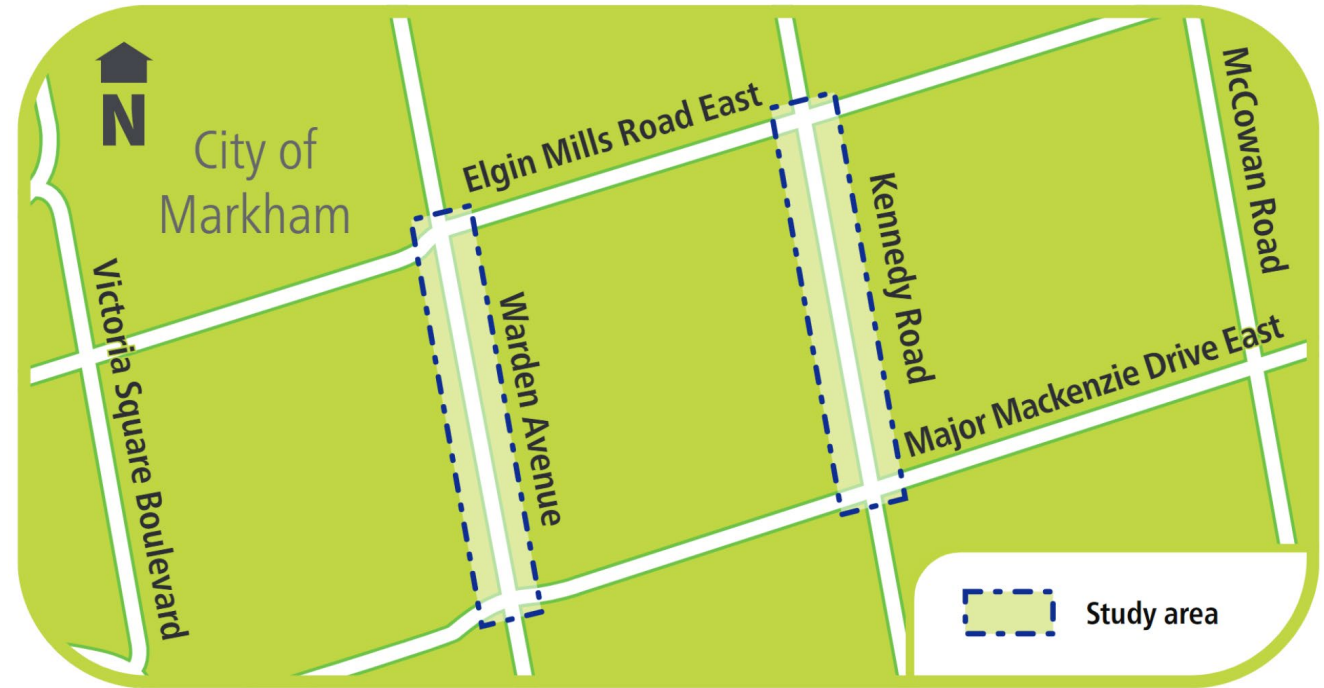 N
City of
Markham
Elgin Mills Road East
McCowan Road
Kennedy Road
Victoria Square Boulevard
Warden Avenue
Major Mackenzie Drive East
Study area